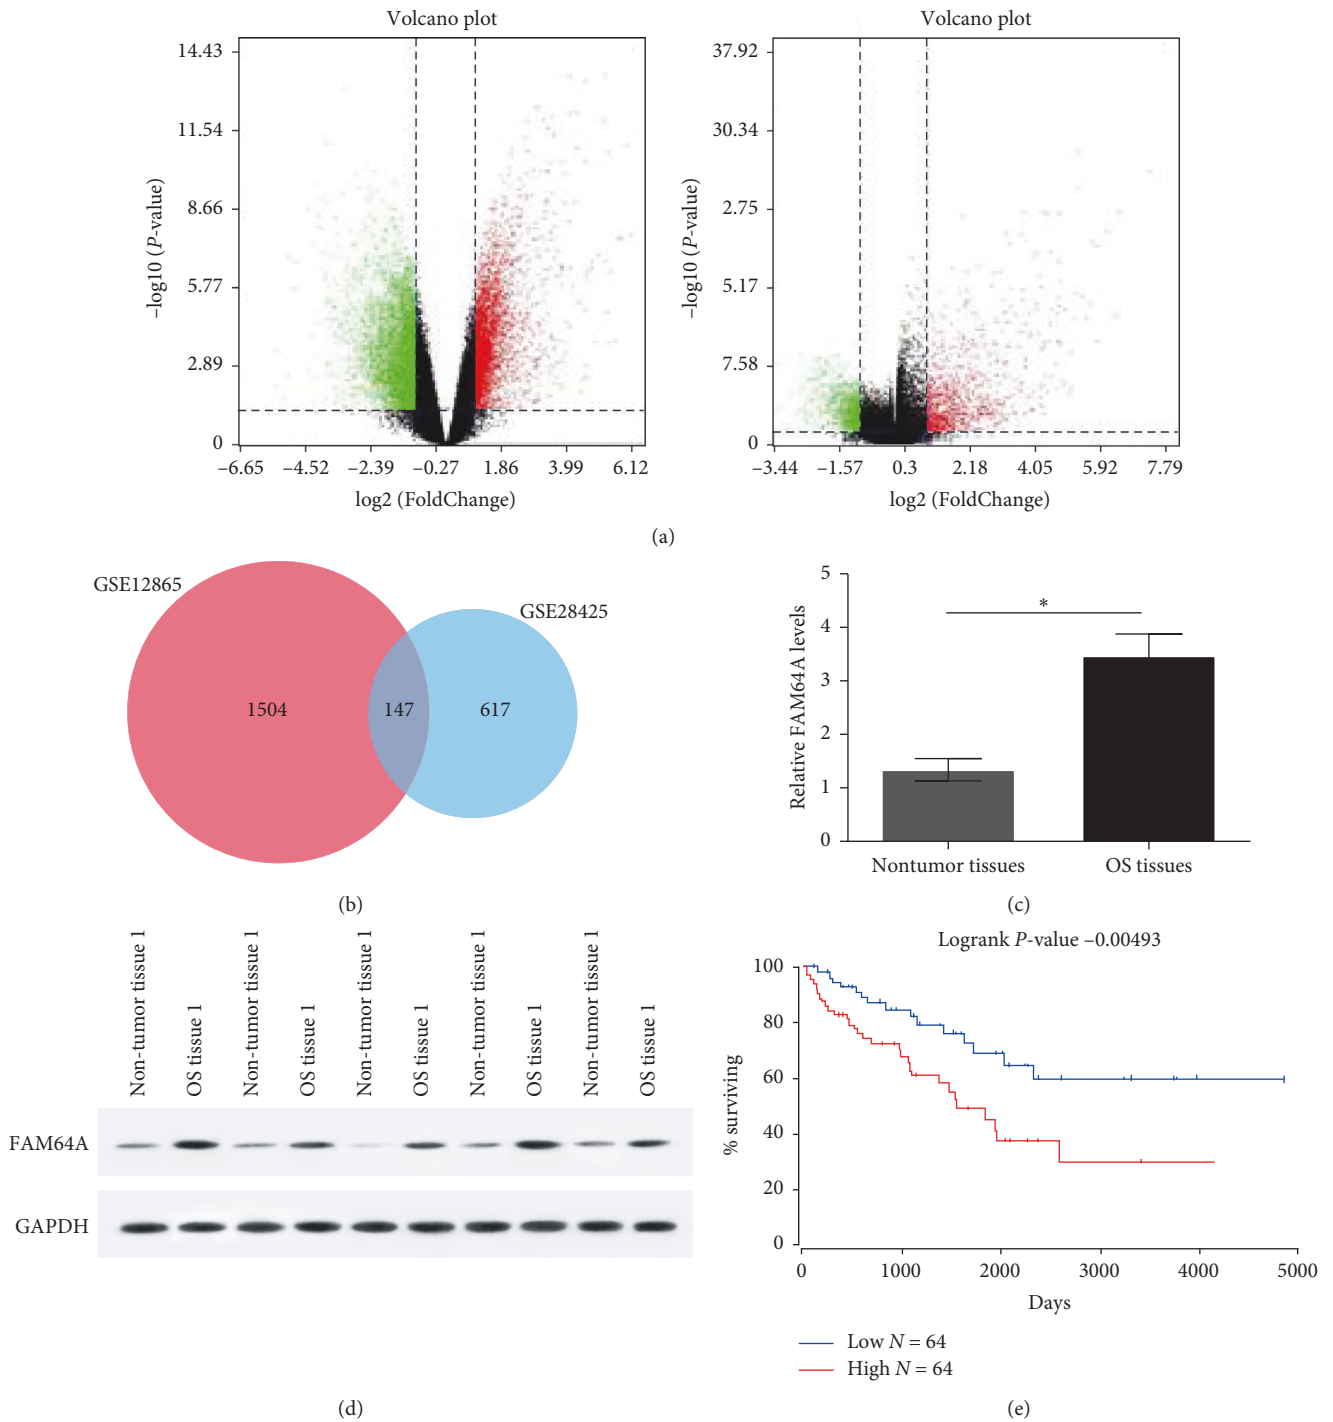 Volcano plot
14.43
11.54
8.66
5.77
2.89
0
–log10 (P-value)
–6.65 –4.52 –2.39 –0.27 1.86 3.99 6.12
log2 (FoldChange)
Volcano plot
37.92
30.34
2.75
5.17
7.58
0
–log10 (P-value)
–3.44 –1.57 0.3 2.18 4.05 5.92 7.79
log2 (FoldChange)
(a)
GSE12865
GSE28425
1504 147 617
(b)
5
4
3
2
1
0
Relative FAM64A levels
*
Nontumor tissues OS tissues
(c)
Non-tumor tissue 1
OS tissue 1
Non-tumor tissue 1
OS tissue 1
Non-tumor tissue 1
OS tissue 1
Non-tumor tissue 1
OS tissue 1
Non-tumor tissue 1
OS tissue 1
FAM64A
GAPDH
(d)
Logrank P-value –0.00493
100
80
60
40
20
0
% surviving
0 1000 2000 3000 4000 5000
Days
Low N = 64
High N = 64
(e)